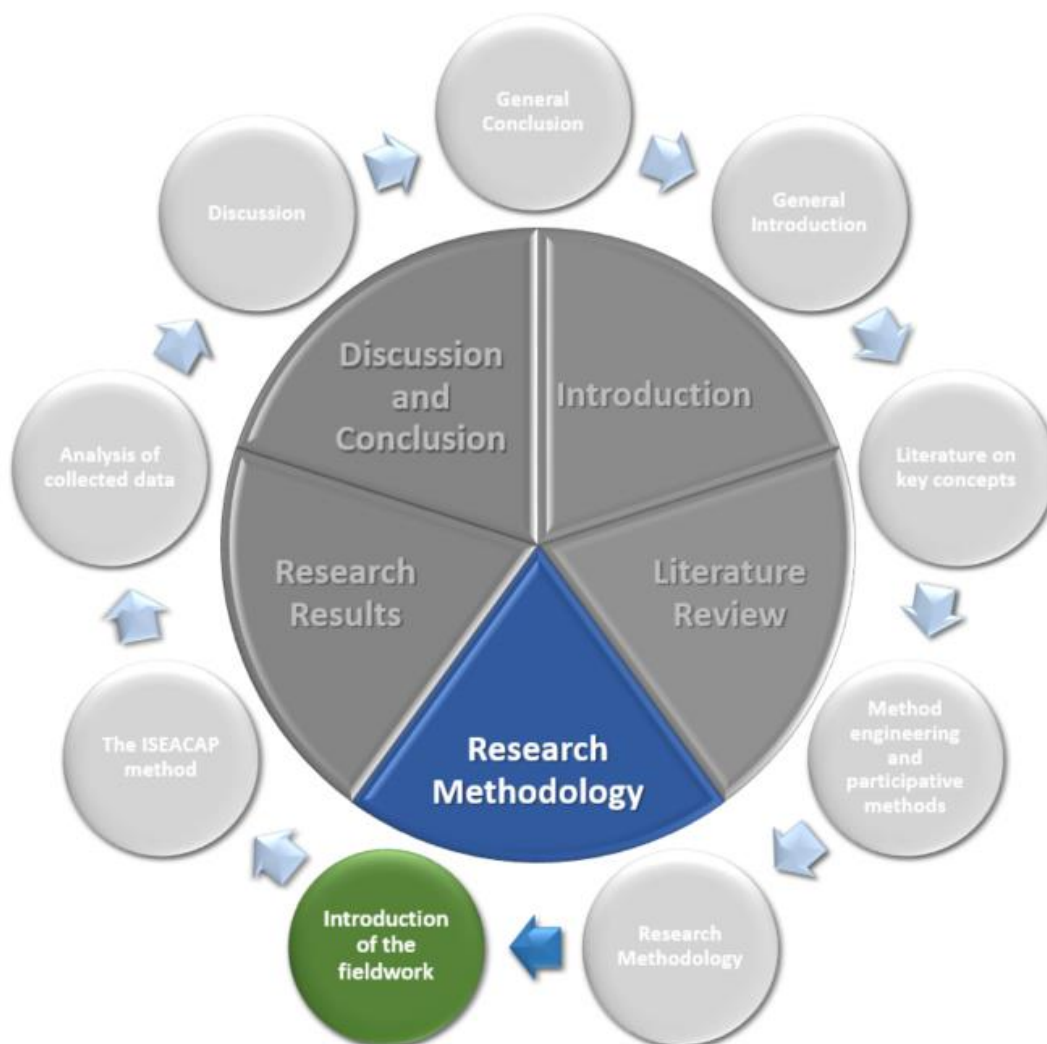 General
Conclusion
General
Introduction
Literature on
key concepts
Method
engineering
and
participative
methods
Research
Methodology
Introduction
of the
fieldwork
The ISEACAP
method
Analysis of
collected data
Discussion
Introduction
Literature
Review
Research
Methodology
Research
Results
Discussion
and
Conclusion